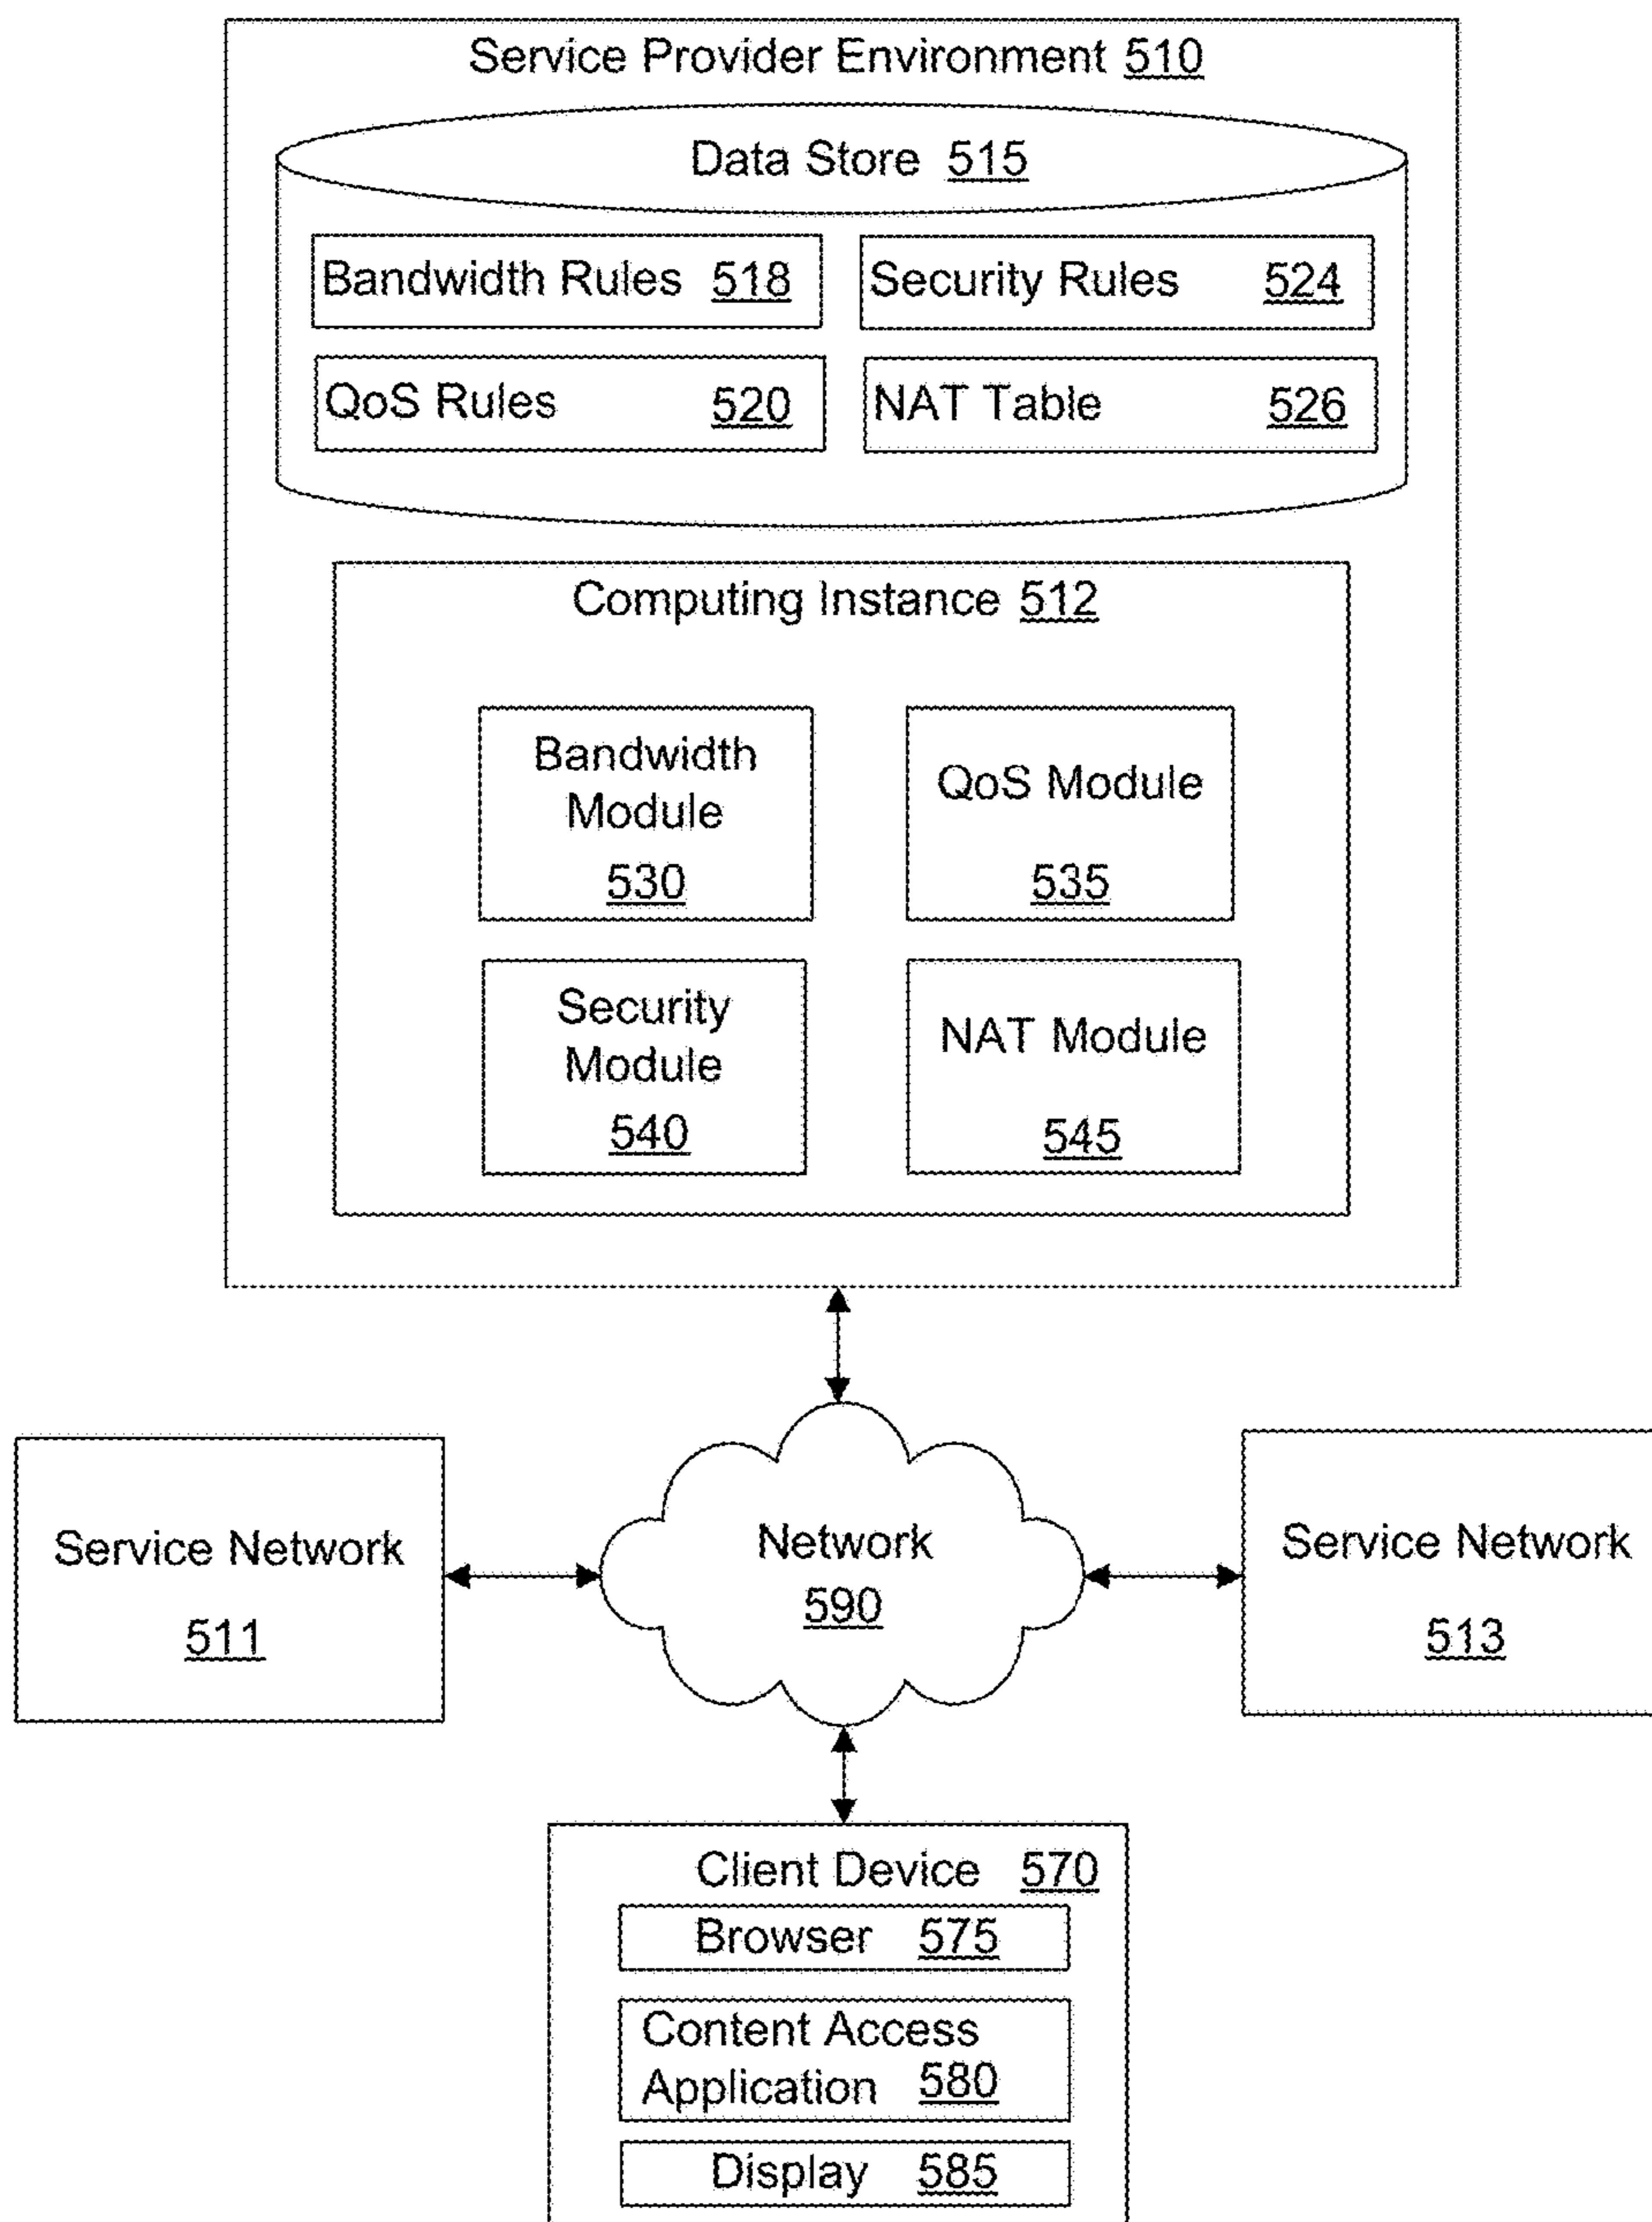 Service Provider Environment 510
Data Store 515
Bandwidth Rules 518
Security Rules 524
QoS Rules 520
NAT Table 526
Computing Instance 512
Bandwidth
Module
530
QoS Module
535
Security
Module
540
NAT Module
545
Service Network
511
Network
590
Service Network
513
Client Device 570
Browser 575
Content Access
Application 580
Display 585